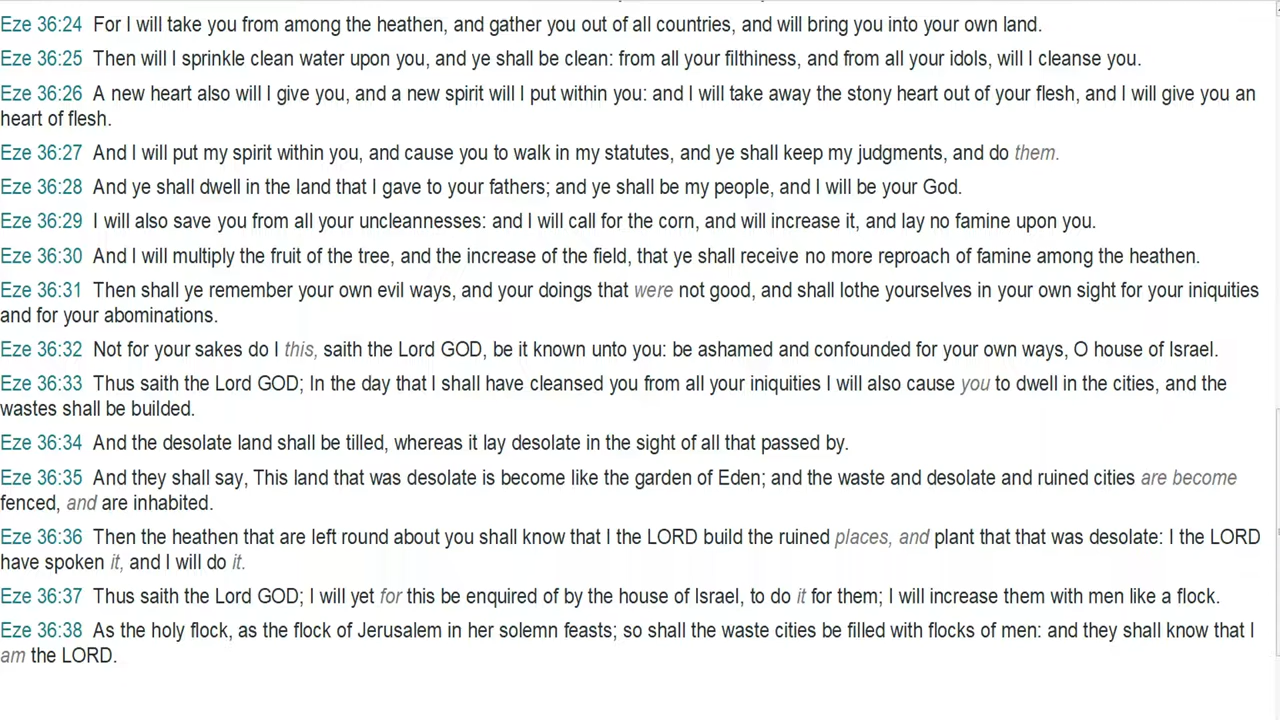 Eze 36:24 For I will take you from among the heathen, and gather you out of all countries, and will bring you into your own land.
Eze 36:25 Then will I sprinkle clean water upon you, and ye shall be clean: from all your filthiness, and from all your idols, will I cleanse you.
Eze 36:26 A new heart also will I give you, and a new spirit will I put within you: and I will take away the stony heart out of your flesh, and I will give you an
heart of flesh.
Eze 36:27 And I will put my spirit within you, and cause you to walk in my statutes, and ye shall keep my judgments, and do them.
Eze 36:28 And ye shall dwell in the land that I gave to your fathers; and ye shall be my people, and I will be your God.
Eze 36:29 I will also save you from all your uncleannesses: and I will call for the corn, and will increase it, and lay no famine upon you.
Eze 36:30 And I will multiply the fruit of the tree, and the increase of the field, that ye shall receive no more reproach of famine among the heathen.
Eze 36:31 Then shall ye remember your own evil ways, and your doings that were not good, and shall lothe yourselves in your own sight for your iniquities
and for your abominations.
Eze 36:32 Not for your sakes do I this, saith the Lord GOD, be it known unto you: be ashamed and confounded for your own ways, O house of Israel.
Eze 36:33 Thus saith the Lord GOD; In the day that I shall have cleansed you from all your iniquities I will also cause you to dwell in the cities, and the
wastes shall be builded.
Eze 36:34 And the desolate land shall be tilled, whereas it lay desolate in the sight of all that passed by.
Eze 36:35 And they shall say, This land that was desolate is become like the garden of Eden; and the waste and desolate and ruined cities are become
fenced, and are inhabited.
Eze 36:36 Then the heathen that are left round about you shall know that I the LORD build the ruined places, and plant that that was desolate: I the LORD
have spoken it, and I will do it.
Eze 36:37 Thus saith the Lord GOD; I will yet for this be enquired of by the house of Israel, to do it for them; I will increase them with men like a flock.
Eze 36:38 As the holy flock, as the flock of Jerusalem in her solemn feasts; so shall the waste cities be filled with flocks of men: and they shall know that I
am the LORD.